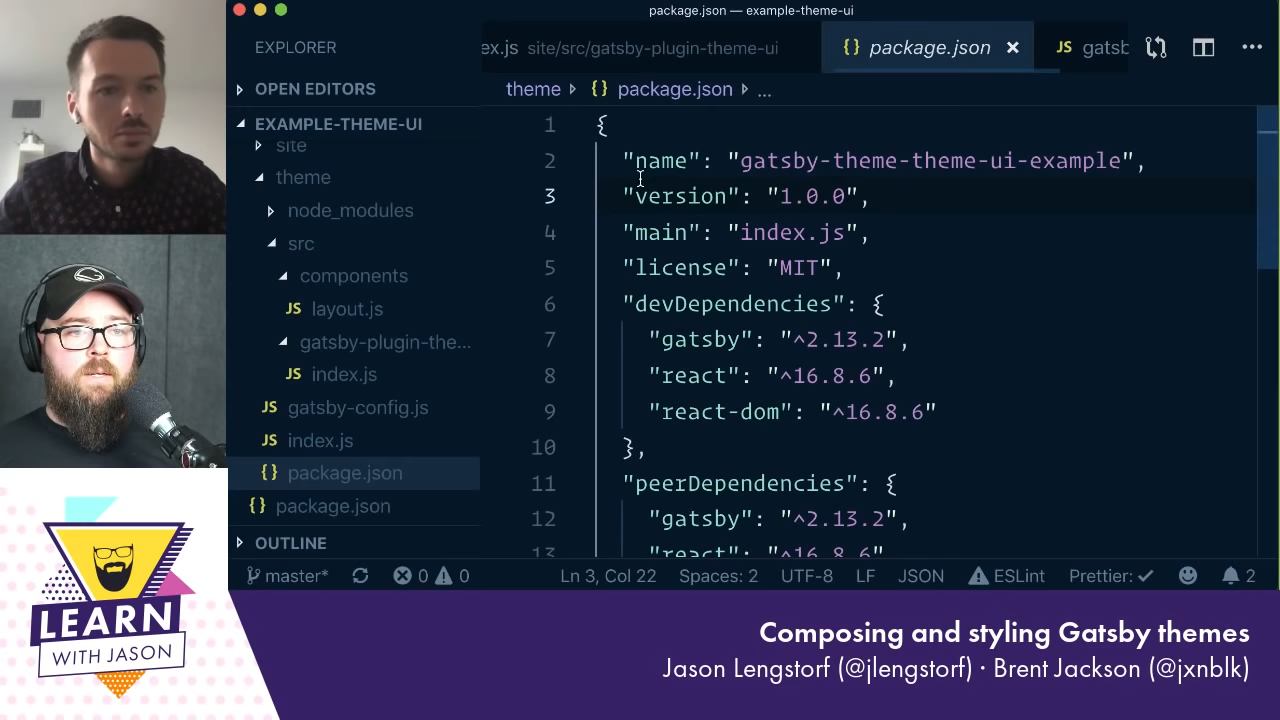 package.json — example-theme-ui
EXPLORER
ex.js site/src/gatsby-plugin-theme-ui
{} package.json ×
JS gatsb
OPEN EDITORS
theme {} package.json ...
EXAMPLE-THEME-UI
site
theme
node_modules
src
components
JS layout.js
gatsby-plugin-the...
JS index.js
JS gatsby-config.js
JS index.js
{} package.json
{} package.json
OUTLINE
1 {
2 "name": "gatsby-theme-theme-ui-example",
3 "version": "1.0.0",
4 "main": "index.js",
5 "license": "MIT",
6 "devDependencies": {
7 "gatsby": "^2.13.2",
8 "react": "^16.8.6",
9 "react-dom": "^16.8.6"
10 },
11 "peerDependencies": {
12 "gatsby": "^2.13.2",
13 "react": "^16.8.6"
master* 0 0 Ln 3, Col 22 Spaces: 2 UTF-8 LF JSON ESLint Prettier: 2
LEARN
WITH JASON
Composing and styling Gatsby themes
Jason Lengstorf (@jlengstorf) · Brent Jackson (@jxnblk)